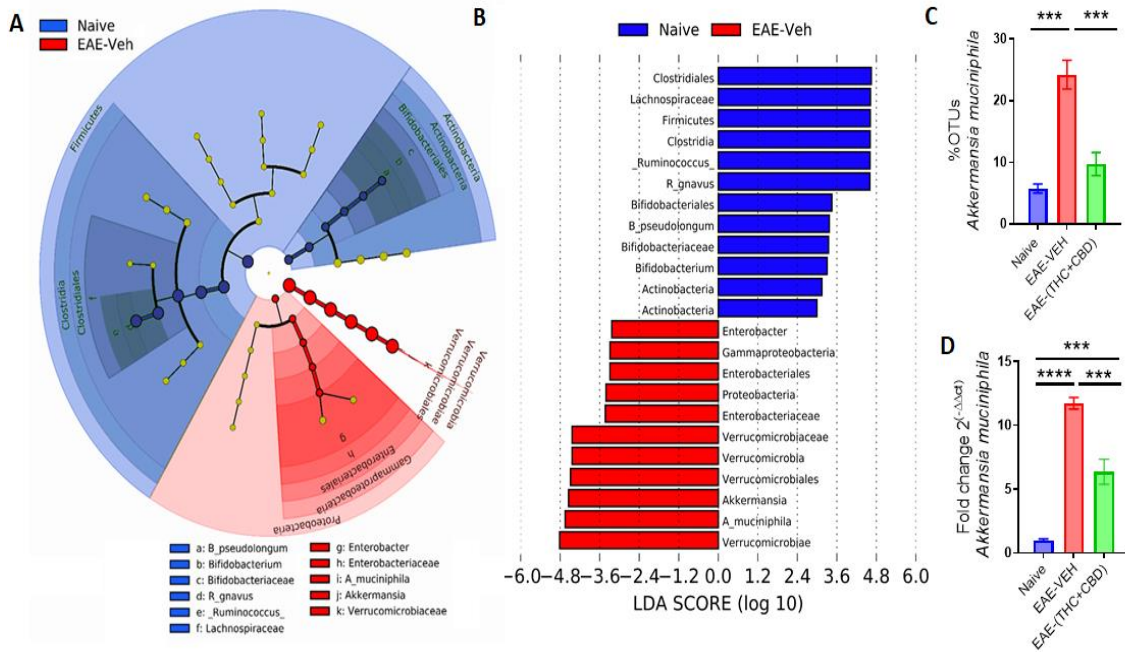 A
Naive
EAE-Veh
Firmicutes
Clostridia
Clostridiales
f
e
d
Actinobacteria
Actinobacteria
Bifidobacteriales
c
b
a
Verrucomicrobia
Verrucomicrobiae
Verrucomicrobiales
k
g
h
Enterobacteriales
Gammaproteobacteria
Proteobacteria
a: B_pseudolongum
b: Bifidobacterium
c: Bifidobacteriaceae
d: R_gnavus
e: _Ruminococcus_
f: Lachnospiraceae
g: Enterobacter
h: Enterobacteriaceae
i: A_muciniphila
j: Akkermansia
k: Verrucomicrobiaceae
B
Naive
EAE-Veh
Clostridiales
Lachnospiraceae
Firmicutes
Clostridia
_Ruminococcus_
R_gnavus
Bifidobacteriales
B_pseudolongum
Bifidobacteriaceae
Bifidobacterium
Actinobacteria
Actinobacteria
Enterobacter
Gammaproteobacteria
Enterobacteriales
Proteobacteria
Enterobacteriaceae
Verrucomicrobiaceae
Verrucomicrobia
Verrucomicrobiales
Akkermansia
A_muciniphila
Verrucomicrobiae
−6.0 −4.8 −3.6 −2.4 −1.2 0.0 1.2 2.4 3.6 4.8 6.0
LDA SCORE (log 10)
C
*** ***
%OTUs
Akkermansia muciniphila
30
20
10
0
Naive
EAE-VEH
EAE-(THC+CBD)
D
***
**** ***
Fold change 2(-ΔΔct)
Akkermansia muciniphila
15
10
5
0
Naive
EAE-VEH
EAE-(THC+CBD)